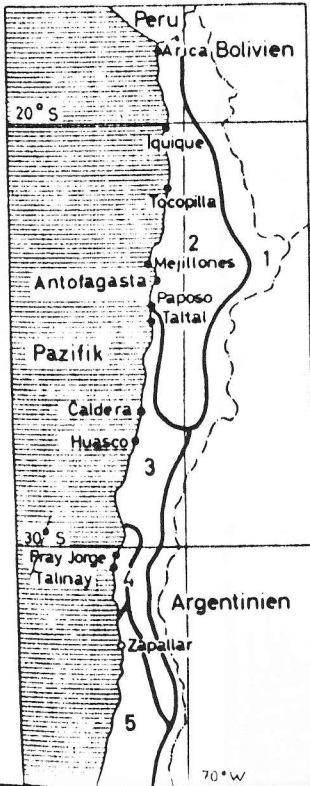 Peru
Arica Bolivien
20°S
Iquique
Tocopilla
2
1
Mejillones
Antofagasta
Paposo
Taltal
Pazifik
Caldera
Huasco
3
30°S
Fray Jorge
Talinay
4
Argentinien
Zapallar
5
70°W